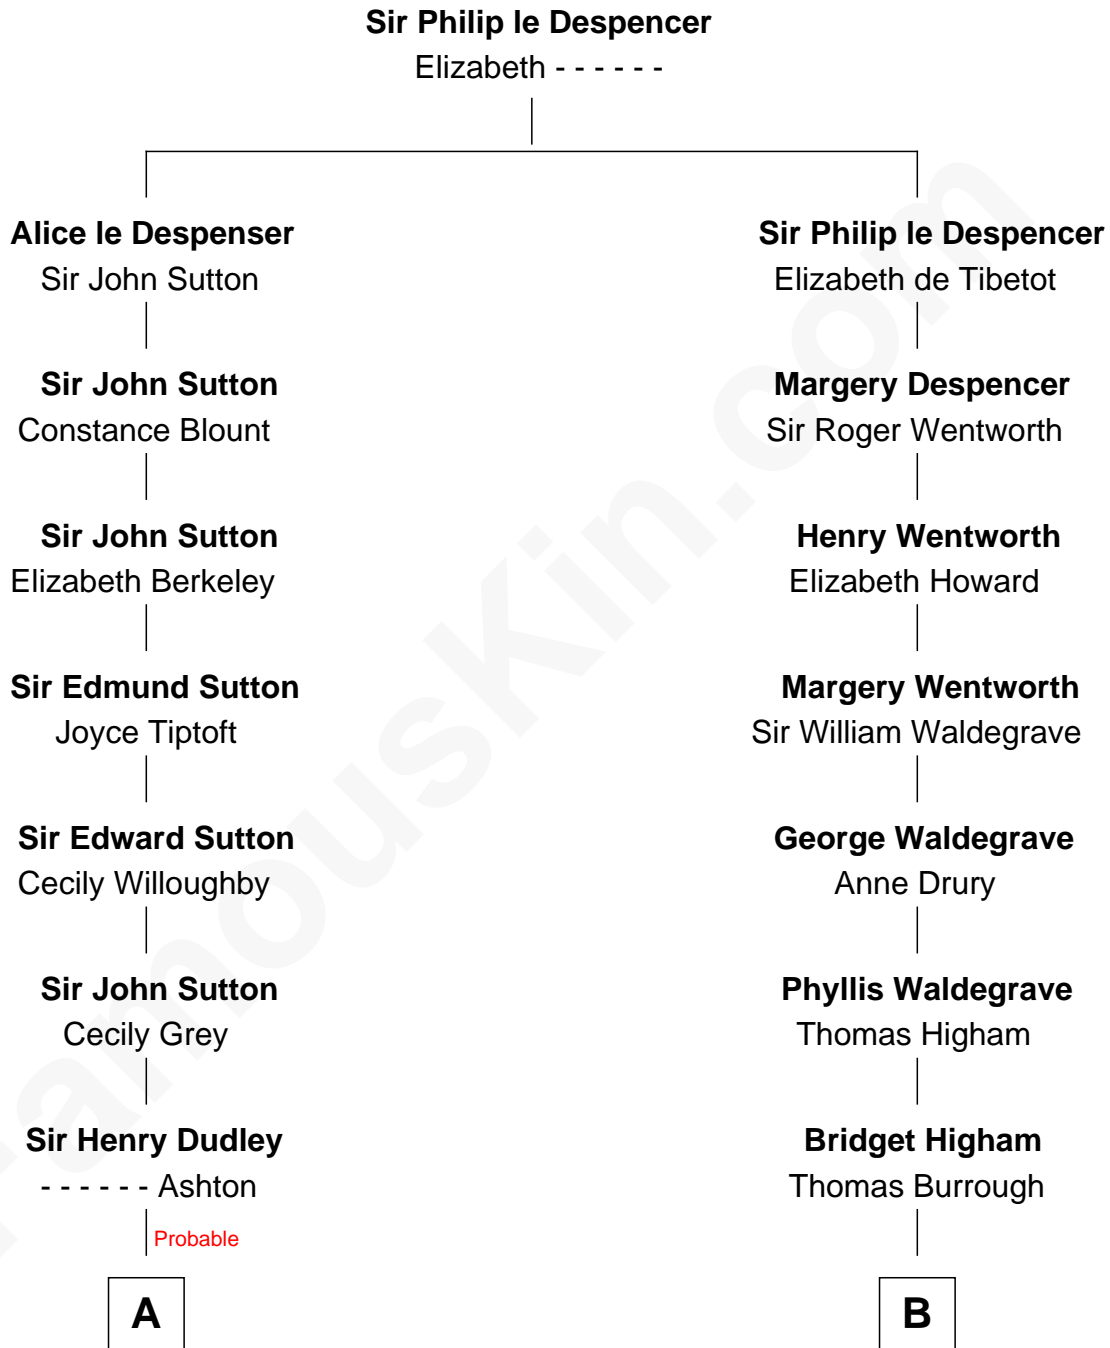 Sir Philip le Despencer
Elizabeth - - - - - -
Alice le Despenser
Sir John Sutton
Sir John Sutton
Constance Blount
Sir John Sutton
Elizabeth Berkeley
Sir Edmund Sutton
Joyce Tiptoft
Sir Edward Sutton
Cecily Willoughby
Sir John Sutton
Cecily Grey
Sir Henry Dudley
- - - - - - Ashton
Probable
A
Sir Philip le Despencer
Elizabeth de Tibetot
Margery Despencer
Sir Roger Wentworth
Henry Wentworth
Elizabeth Howard
Margery Wentworth
Sir William Waldegrave
George Waldegrave
Anne Drury
Phyllis Waldegrave
Thomas Higham
Bridget Higham
Thomas Burrough
B
FamousKin.com